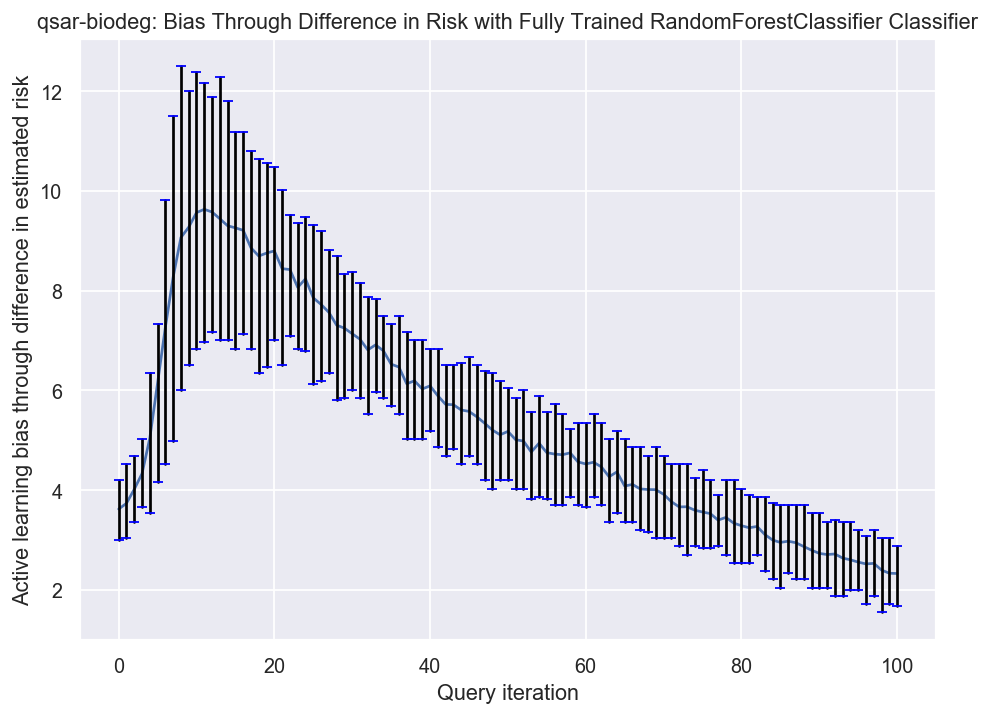 qsar-biodeg: Bias Through Difference in Risk with Fully Trained RandomForestClassifier Classifier
Active learning bias through difference in estimated risk
12
10
8
6
4
2
0 20 40 60 80 100
Query iteration